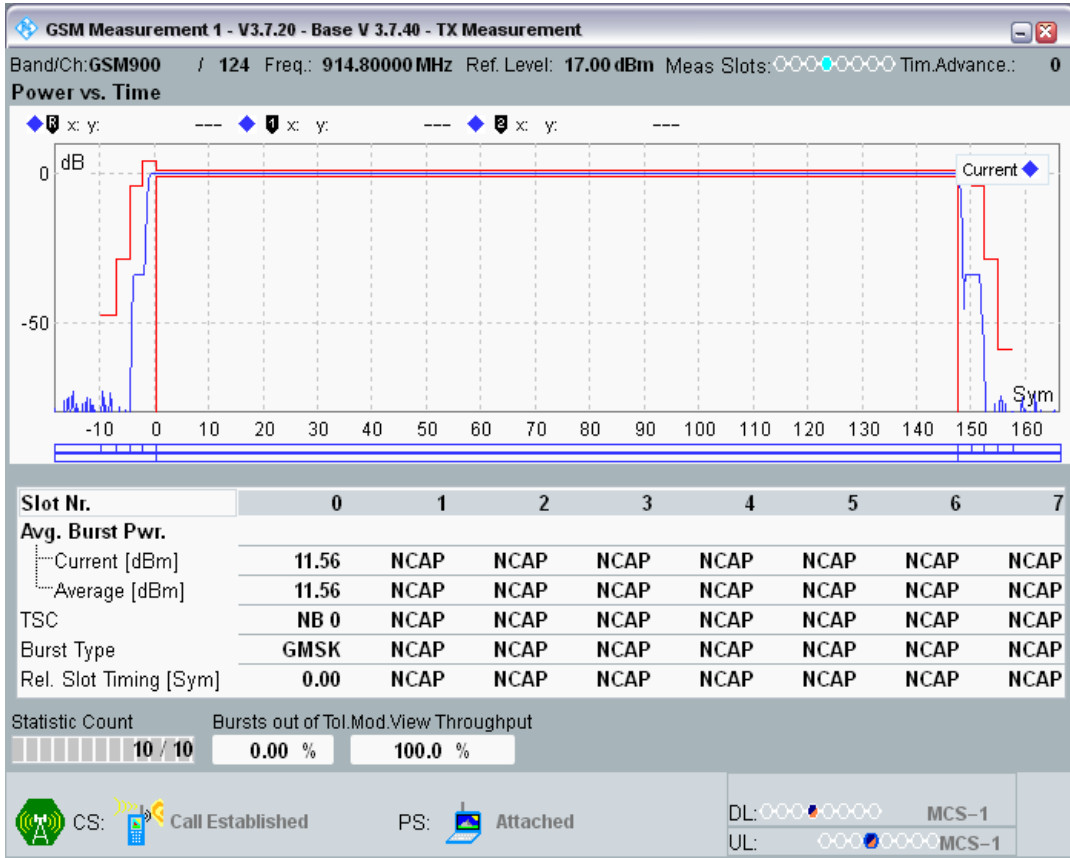 GSM Measurement 1 - V3.7.20 - Base V 3.7.40 - TX Measurement
Band/Ch:GSM900 / 124 Freq.: 914.80000 MHz Ref. Level: 17.00 dBm Meas Slots: Tim.Advance.: 0
Power vs. Time
R x: y: --- 1 x: y: --- 2 x: y: ---
dB
Current
0
-50
Sym
-10 0 10 20 30 40 50 60 70 80 90 100 110 120 130 140 150 160
Slot Nr. 0 1 2 3 4 5 6 7
Avg. Burst Pwr.
Current [dBm] 11.56 NCAP NCAP NCAP NCAP NCAP NCAP NCAP
Average [dBm] 11.56 NCAP NCAP NCAP NCAP NCAP NCAP NCAP
TSC NB 0 NCAP NCAP NCAP NCAP NCAP NCAP NCAP
Burst Type GMSK NCAP NCAP NCAP NCAP NCAP NCAP NCAP
Rel. Slot Timing [Sym] 0.00 NCAP NCAP NCAP NCAP NCAP NCAP NCAP
Statistic Count Bursts out of Tol. Mod.View Throughput
10 / 10 0.00 % 100.0 %
CS: Call Established PS: Attached
DL: MCS-1
UL: MCS-1